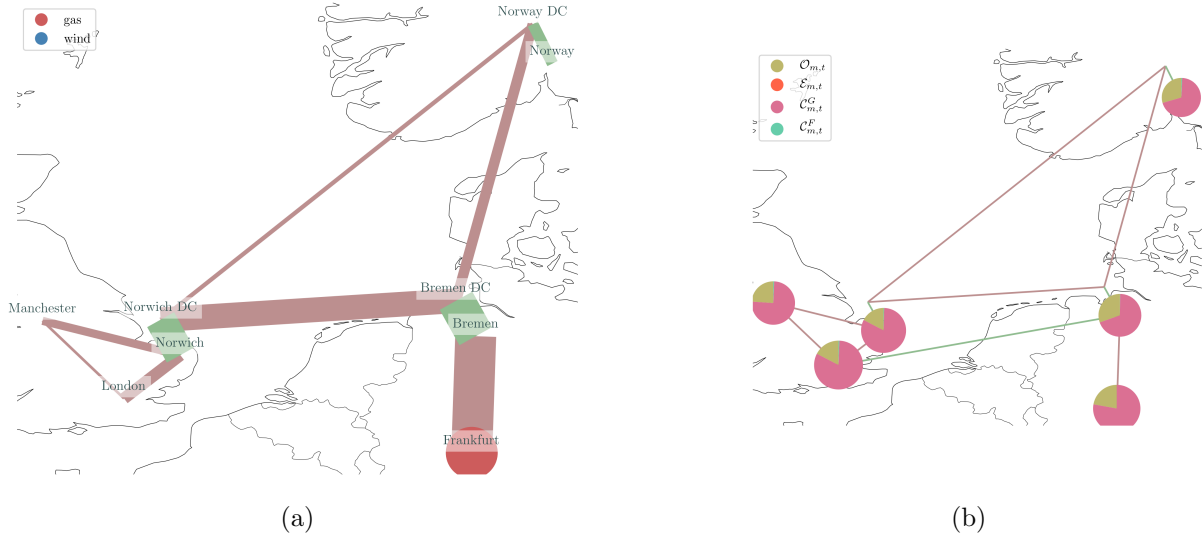 gas
wind
Norway DC
Norway
Bremen DC
Bremen
Norwich DC
Manchester
Norwich
London
Frankfurt
(a)
𝒪m,t
ℰm,t
𝒞ᴳm,t
𝒞ᶠm,t
(b)